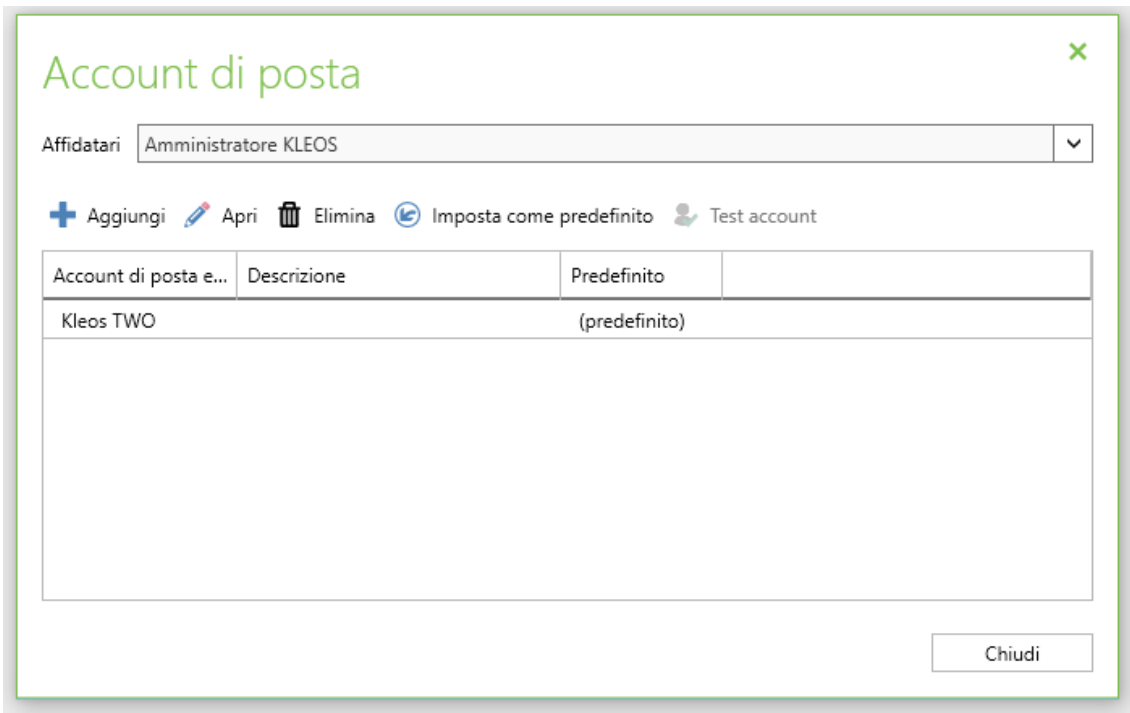 Account di posta
Affidatari Amministratore KLEOS
Aggiungi Apri Elimina Imposta come predefinito Test account
Account di posta e... Descrizione Predefinito
Kleos TWO (predefinito)
Chiudi